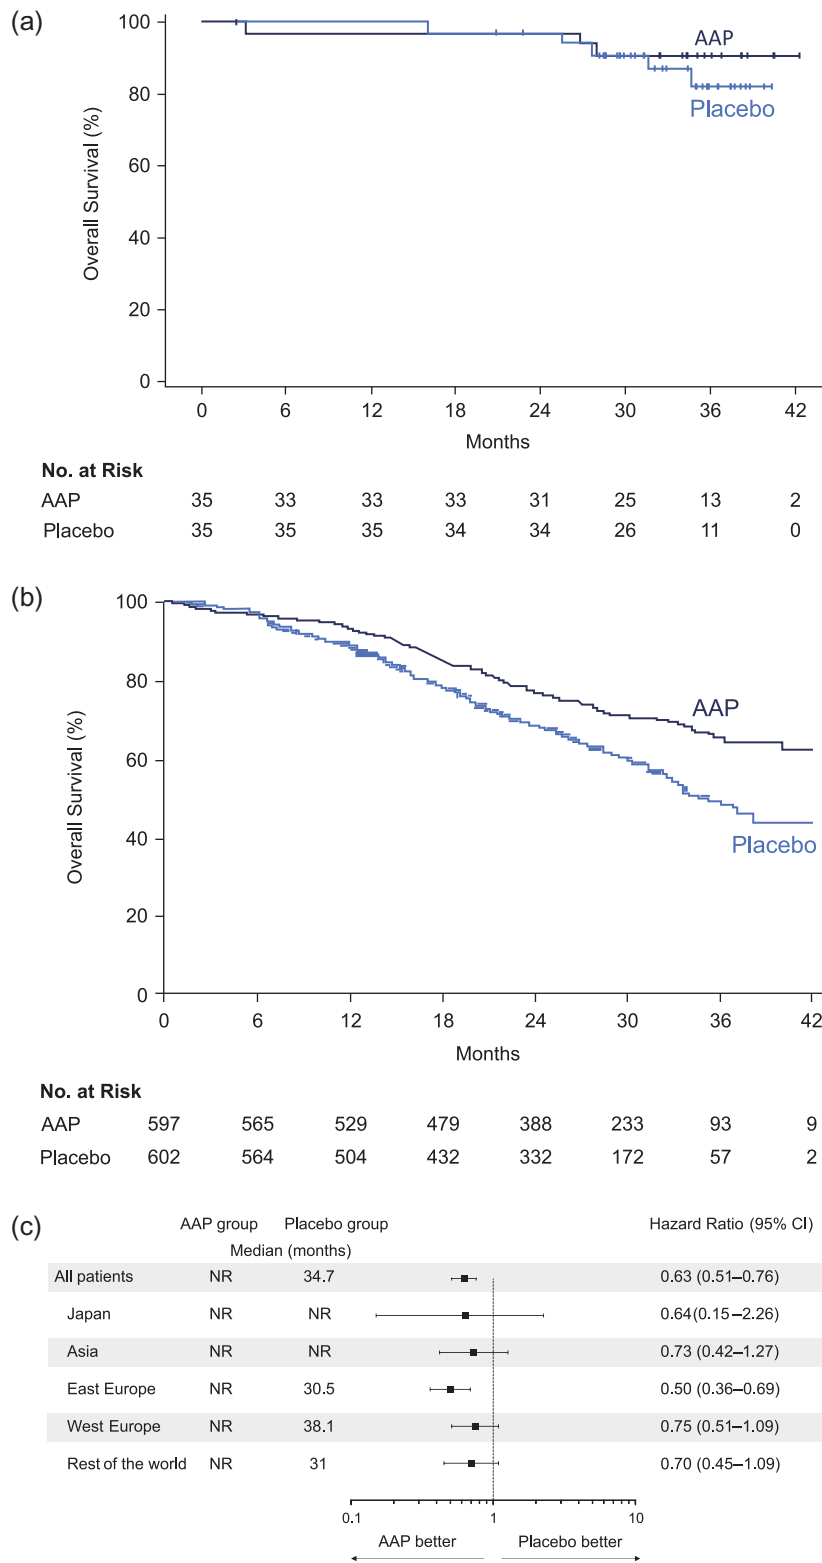 (a)
100
80
60
40
20
0
Overall Survival (%)
AAP
Placebo
0 6 12 18 24 30 36 42
Months
No. at Risk
AAP 35 33 33 33 31 25 13 2
Placebo 35 35 35 34 34 26 11 0
(b)
100
80
60
40
20
0
Overall Survival (%)
AAP
Placebo
0 6 12 18 24 30 36 42
Months
No. at Risk
AAP 597 565 529 479 388 233 93 9
Placebo 602 564 504 432 332 172 57 2
(c)
AAP group Placebo group Hazard Ratio (95% CI)
Median (months)
All patients NR 34.7 0.63 (0.51–0.76)
Japan NR NR 0.64(0.15–2.26)
Asia NR NR 0.73 (0.42–1.27)
East Europe NR 30.5 0.50 (0.36–0.69)
West Europe NR 38.1 0.75 (0.51–1.09)
Rest of the world NR 31 0.70 (0.45–1.09)
0.1 1 10
AAP better Placebo better